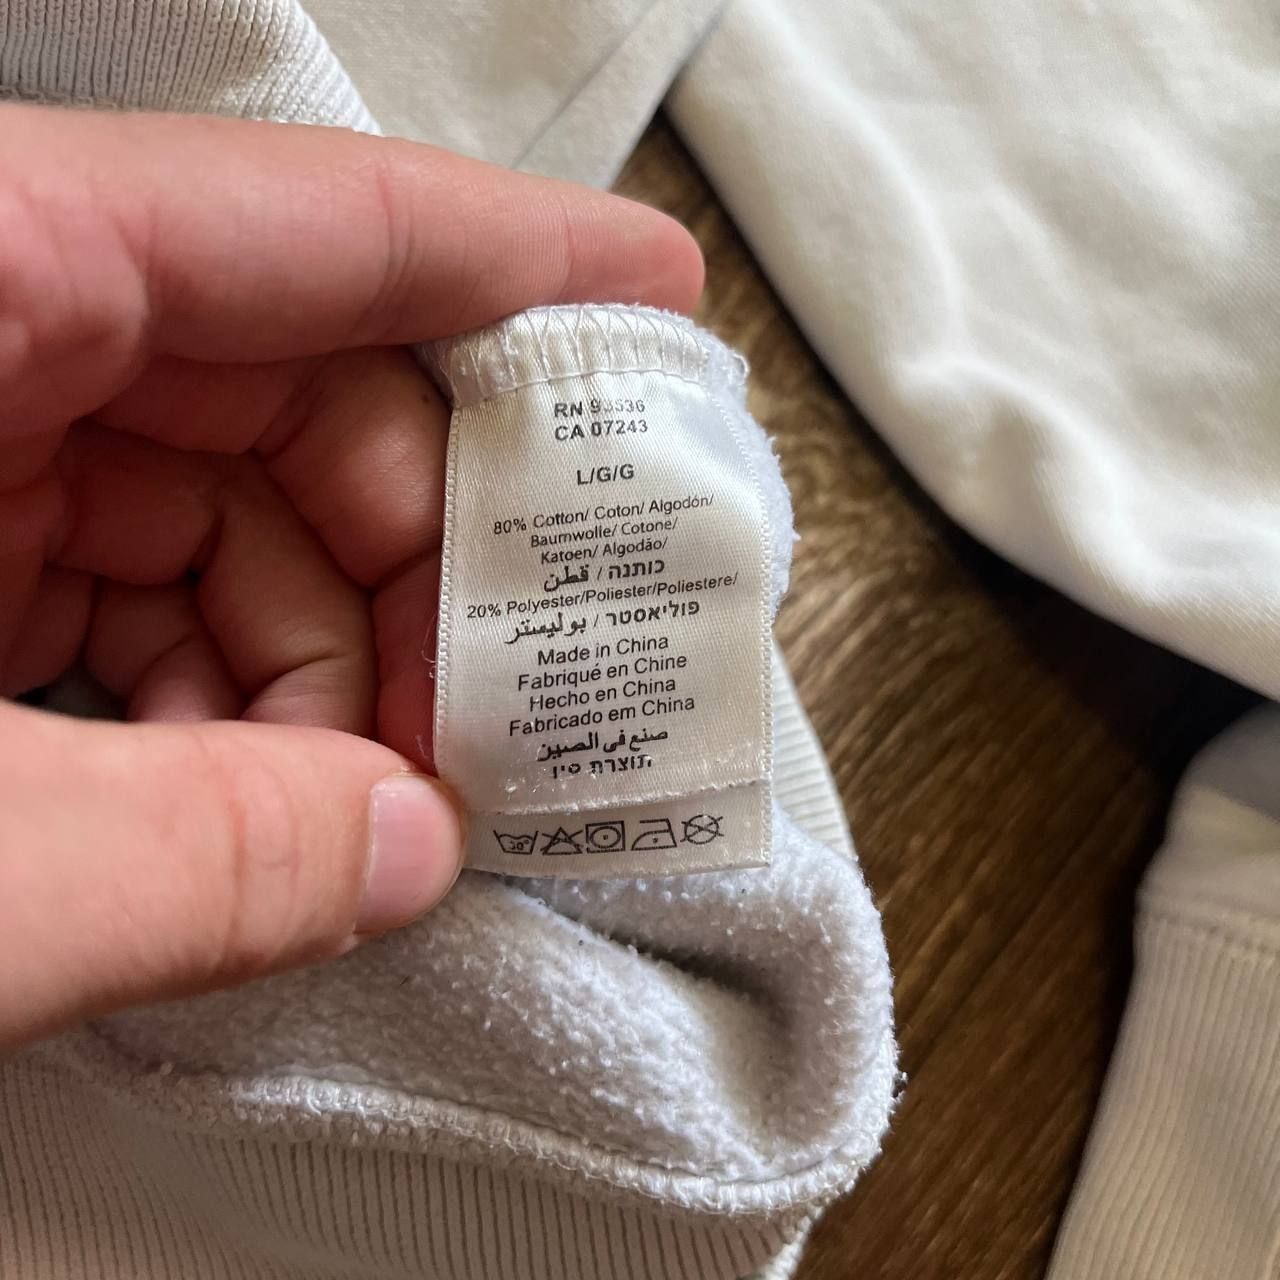 RN
CA 07243
L/G/G
80% Cotton/ Coton/ Algodón/
Baumwolle/ Cotone/
Katoen/ Algodão/
כותנה / قطن
20% Polyester/Poliester/Poliestere/
פוליאסטר / بوليستر
Made in China
Fabriqué en Chine
Hecho en China
Fabricado em China
صنع في الصين
תוצרת סין
30°